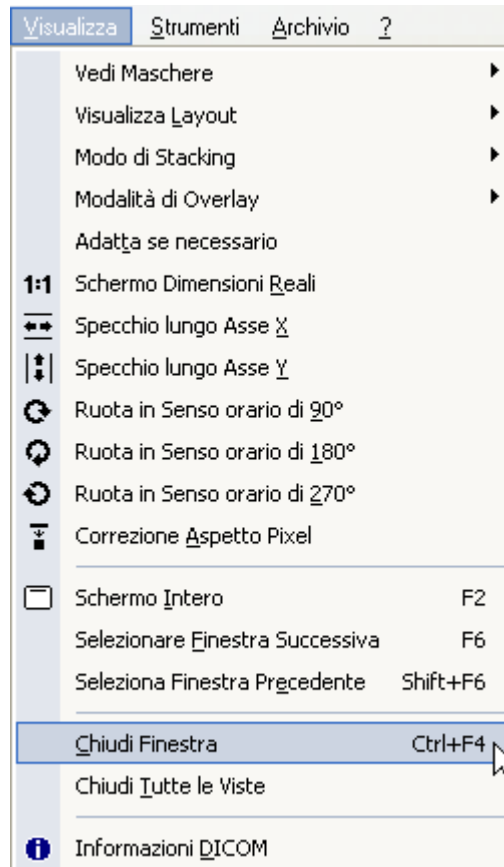 Visualizza Strumenti Archivio ?
Vedi Maschere
Visualizza Layout
Modo di Stacking
Modalità di Overlay
Adatta se necessario
1:1 Schermo Dimensioni Reali
Specchio lungo Asse X
Specchio lungo Asse Y
Ruota in Senso orario di 90°
Ruota in Senso orario di 180°
Ruota in Senso orario di 270°
Correzione Aspetto Pixel
Schermo Intero F2
Selezionare Finestra Successiva F6
Seleziona Finestra Precedente Shift+F6
Chiudi Finestra Ctrl+F4
Chiudi Tutte le Viste
Informazioni DICOM